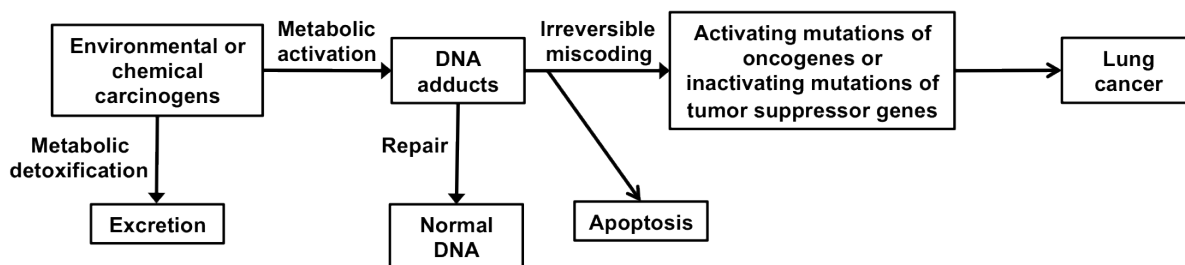 Environmental or
chemical
carcinogens
Metabolic
activation
DNA
adducts
Irreversible
miscoding
Activating mutations of
oncogenes or
inactivating mutations of
tumor suppressor genes
Lung
cancer
Metabolic
detoxification
Repair
Excretion
Normal
DNA
Apoptosis